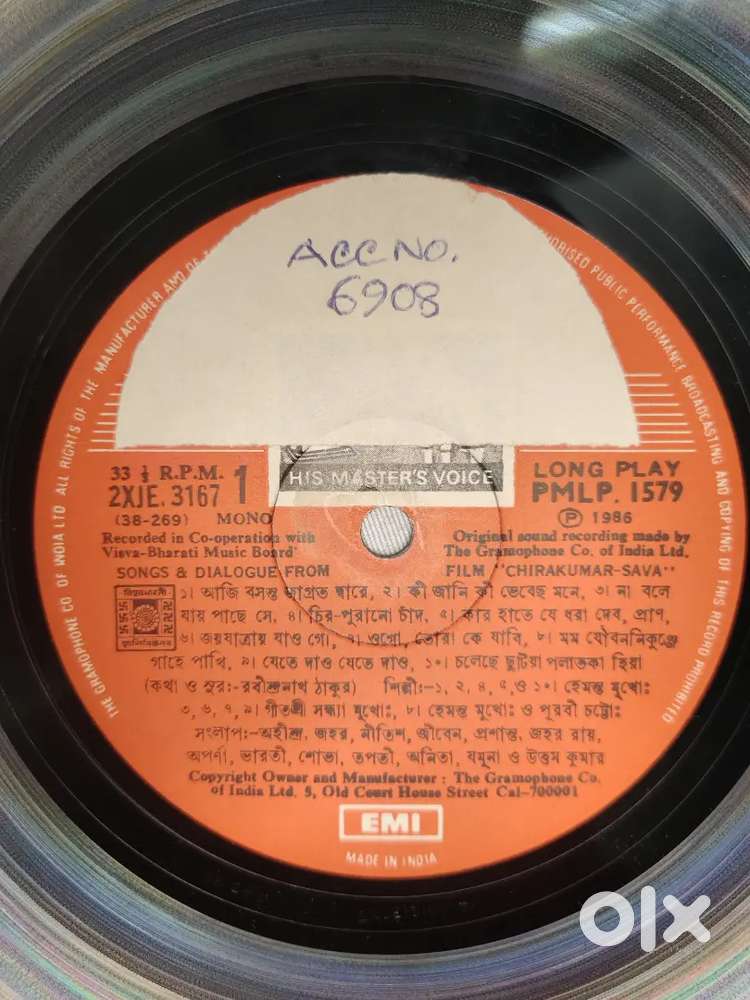 ACC NO.
6908
THE GRAMOPHONE CO OF INDIA LTD ALL RIGHTS OF THE MANUFACTURER AND OF
HORISED PUBLIC PERFORMANCE BROADCASTING AND COPYING OF THIS RECORD PROHIBITED
HIS MASTER'S VOICE
33 ⅓ R.P.M.
2XJE. 3167 1
(38-269) MONO
Recorded in Co-operation with
Visva-Bharati Music Board
LONG PLAY
PMLP. 1579
Ⓟ 1986
Original sound recording made by
The Gramophone Co. of India Ltd.
SONGS & DIALOGUE FROM FILM "CHIRAKUMAR-SAVA"
১। আজি বসন্ত জাগ্রত দ্বারে, ২। কী জানি কী ভেবেছ মনে, ৩। না বলে
যায় পাছে সে, ৪। চির-পুরানো চাঁদ, ৫। কার হাতে যে ধরা দেব, প্রাণ,
৬। জয়যাত্রায় যাও গো, ৭। ওগো, তোরা কে যাবি, ৮। মম যৌবননিকুঞ্জে
গাহে পাখি, ৯। যেতে দাও যেতে দাও, ১০। চলেছে ছুটিয়া পলাতকা হিয়া
(কথা ও সুর:-রবীন্দ্রনাথ ঠাকুর) শিল্পী:-১, ২, ৪, ৫, ও ১০। হেমন্ত মুখো:
৩, ৬, ৭, ৯। গীতশ্রী সন্ধ্যা মুখো:, ৮। হেমন্ত মুখো: ও পূরবী চট্টো:
সংলাপ:-অহীন্দ্র, জহর, নীতিশ, জীবেন, প্রশান্ত, জহর রায়,
অপর্ণা, ভারতী, শোভা, তপতী, অনিতা, যমুনা ও উত্তম কুমার
Copyright Owner and Manufacturer : The Gramophone Co.
of India Ltd. 5, Old Court House Street Cal-700001
EMI
MADE IN INDIA
olx